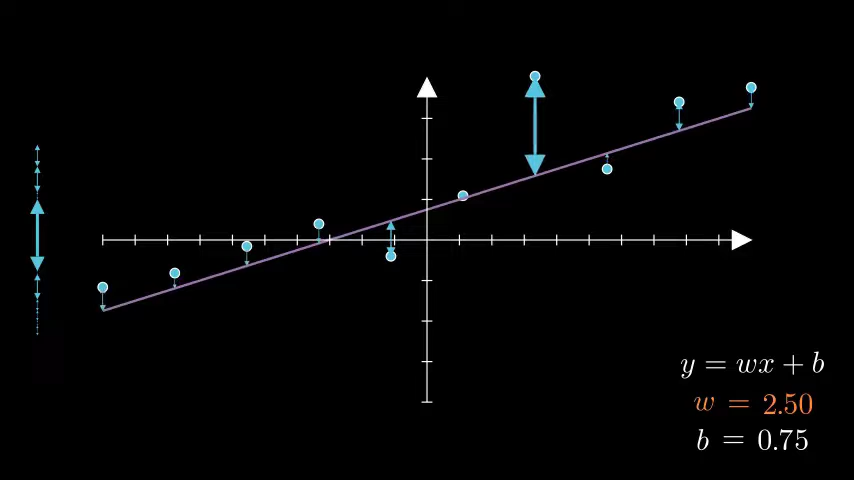 y = wx + b
w = 2.50
b = 0.75